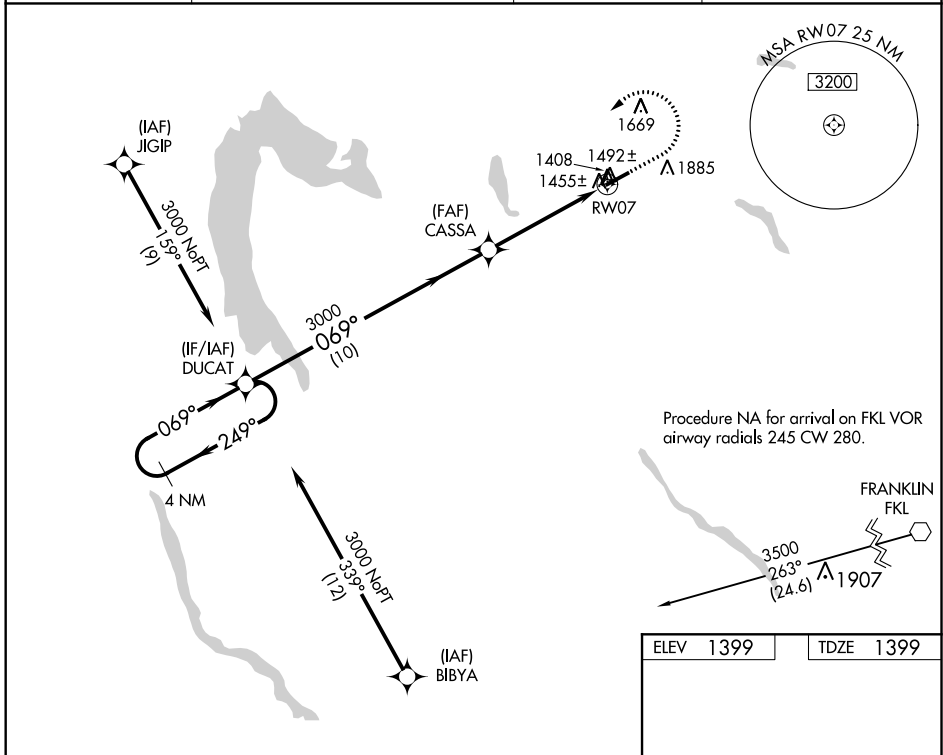 MSA RW07 25 NM
3200
(IAF)
JIGIP
3000 NoPT
159°
(9)
1669
1408
1492±
1455±
1885
RW07
(FAF)
CASSA
3000
069°
(10)
(IF/IAF)
DUCAT
069°
249°
4 NM
Procedure NA for arrival on FKL VOR
airway radials 245 CW 280.
FRANKLIN
FKL
3500
263°
(24.6)
1907
3000 NoPT
339°
(12)
(IAF)
BIBYA
ELEV 1399
TDZE 1399